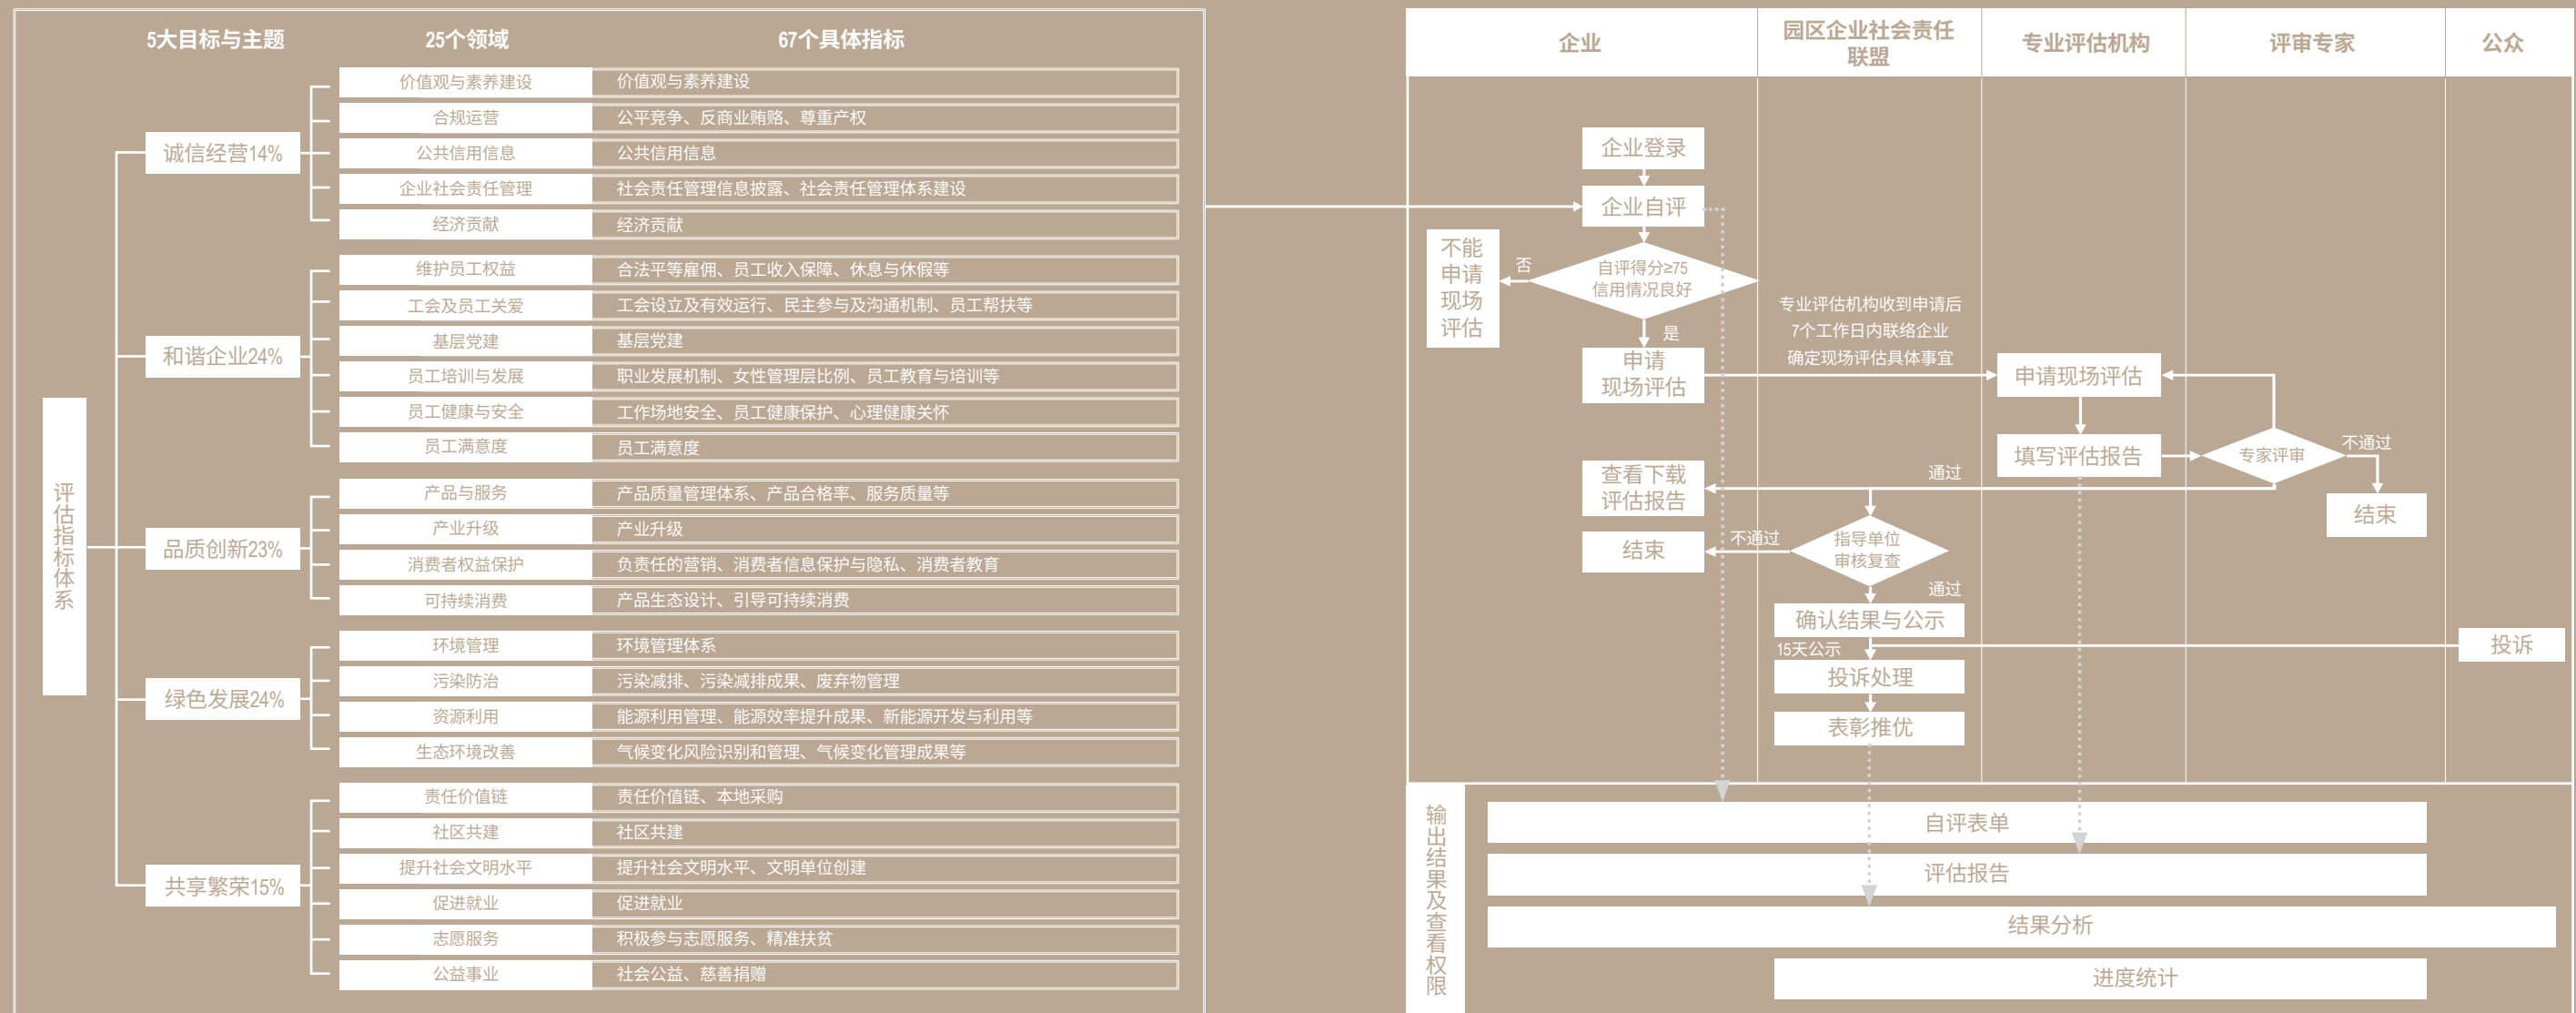 5大目标与主题
25个领域
67个具体指标
评估指标体系
诚信经营14%
价值观与素养建设
价值观与素养建设
合规运营
公平竞争、反商业贿赂、尊重产权
公共信用信息
公共信用信息
企业社会责任管理
社会责任管理信息披露、社会责任管理体系建设
经济贡献
经济贡献
和谐企业24%
维护员工权益
合法平等雇佣、员工收入保障、休息与休假等
工会及员工关爱
工会设立及有效运行、民主参与及沟通机制、员工帮扶等
基层党建
基层党建
员工培训与发展
职业发展机制、女性管理层比例、员工教育与培训等
员工健康与安全
工作场地安全、员工健康保护、心理健康关怀
员工满意度
员工满意度
品质创新23%
产品与服务
产品质量管理体系、产品合格率、服务质量等
产业升级
产业升级
消费者权益保护
负责任的营销、消费者信息保护与隐私、消费者教育
可持续消费
产品生态设计、引导可持续消费
绿色发展24%
环境管理
环境管理体系
污染防治
污染减排、污染减排成果、废弃物管理
资源利用
能源利用管理、能源效率提升成果、新能源开发与利用等
生态环境改善
气候变化风险识别和管理、气候变化管理成果等
共享繁荣15%
责任价值链
责任价值链、本地采购
社区共建
社区共建
提升社会文明水平
提升社会文明水平、文明单位创建
促进就业
促进就业
志愿服务
积极参与志愿服务、精准扶贫
公益事业
社会公益、慈善捐赠
企业
园区企业社会责任
联盟
专业评估机构
评审专家
公众
企业登录
企业自评
自评得分≥75
信用情况良好
否
不能
申请
现场
评估
是
申请
现场评估
专业评估机构收到申请后
7个工作日内联络企业
确定现场评估具体事宜
申请现场评估
填写评估报告
专家评审
不通过
结束
通过
查看下载
评估报告
指导单位
审核复查
不通过
结束
通过
确认结果与公示
15天公示
投诉
投诉处理
表彰推优
输出结果及查看权限
自评表单
评估报告
结果分析
进度统计